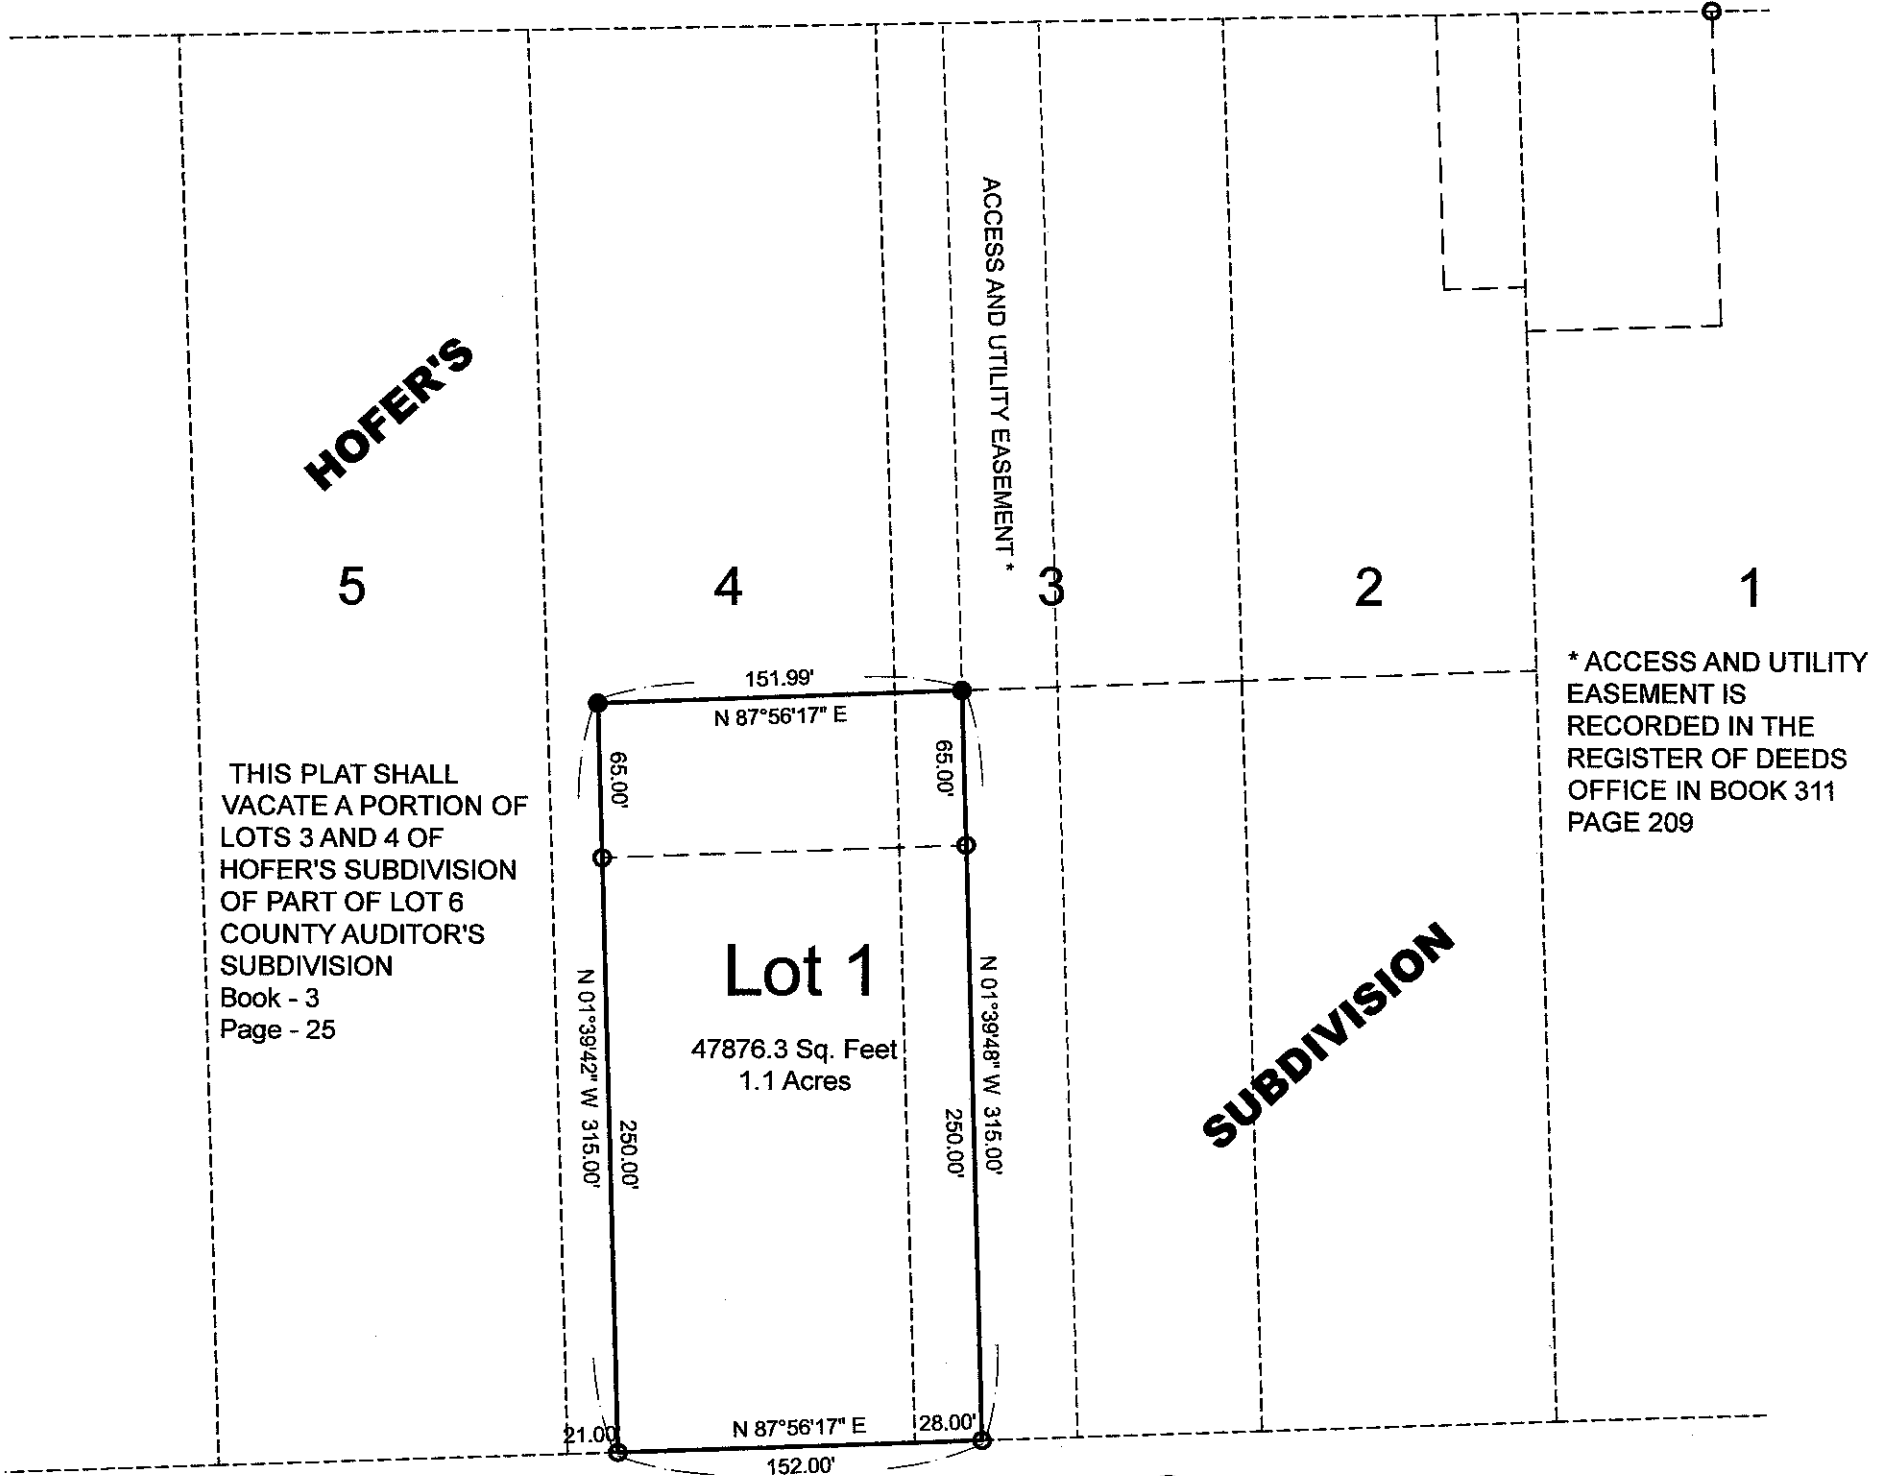 HOFER'S
ACCESS AND UTILITY EASEMENT *
5
4
3
2
1
* ACCESS AND UTILITY
EASEMENT IS
RECORDED IN THE
REGISTER OF DEEDS
OFFICE IN BOOK 311
PAGE 209
151.99'
N 87°56'17" E
65.00'
65.00'
THIS PLAT SHALL
VACATE A PORTION OF
LOTS 3 AND 4 OF
HOFER'S SUBDIVISION
OF PART OF LOT 6
COUNTY AUDITOR'S
SUBDIVISION
Book - 3
Page - 25
Lot 1
47876.3 Sq. Feet
1.1 Acres
N 01°39'42" W 315.00'
250.00'
250.00'
N 01°39'48" W 315.00'
SUBDIVISION
21.00'
N 87°56'17" E
28.00'
152.00'